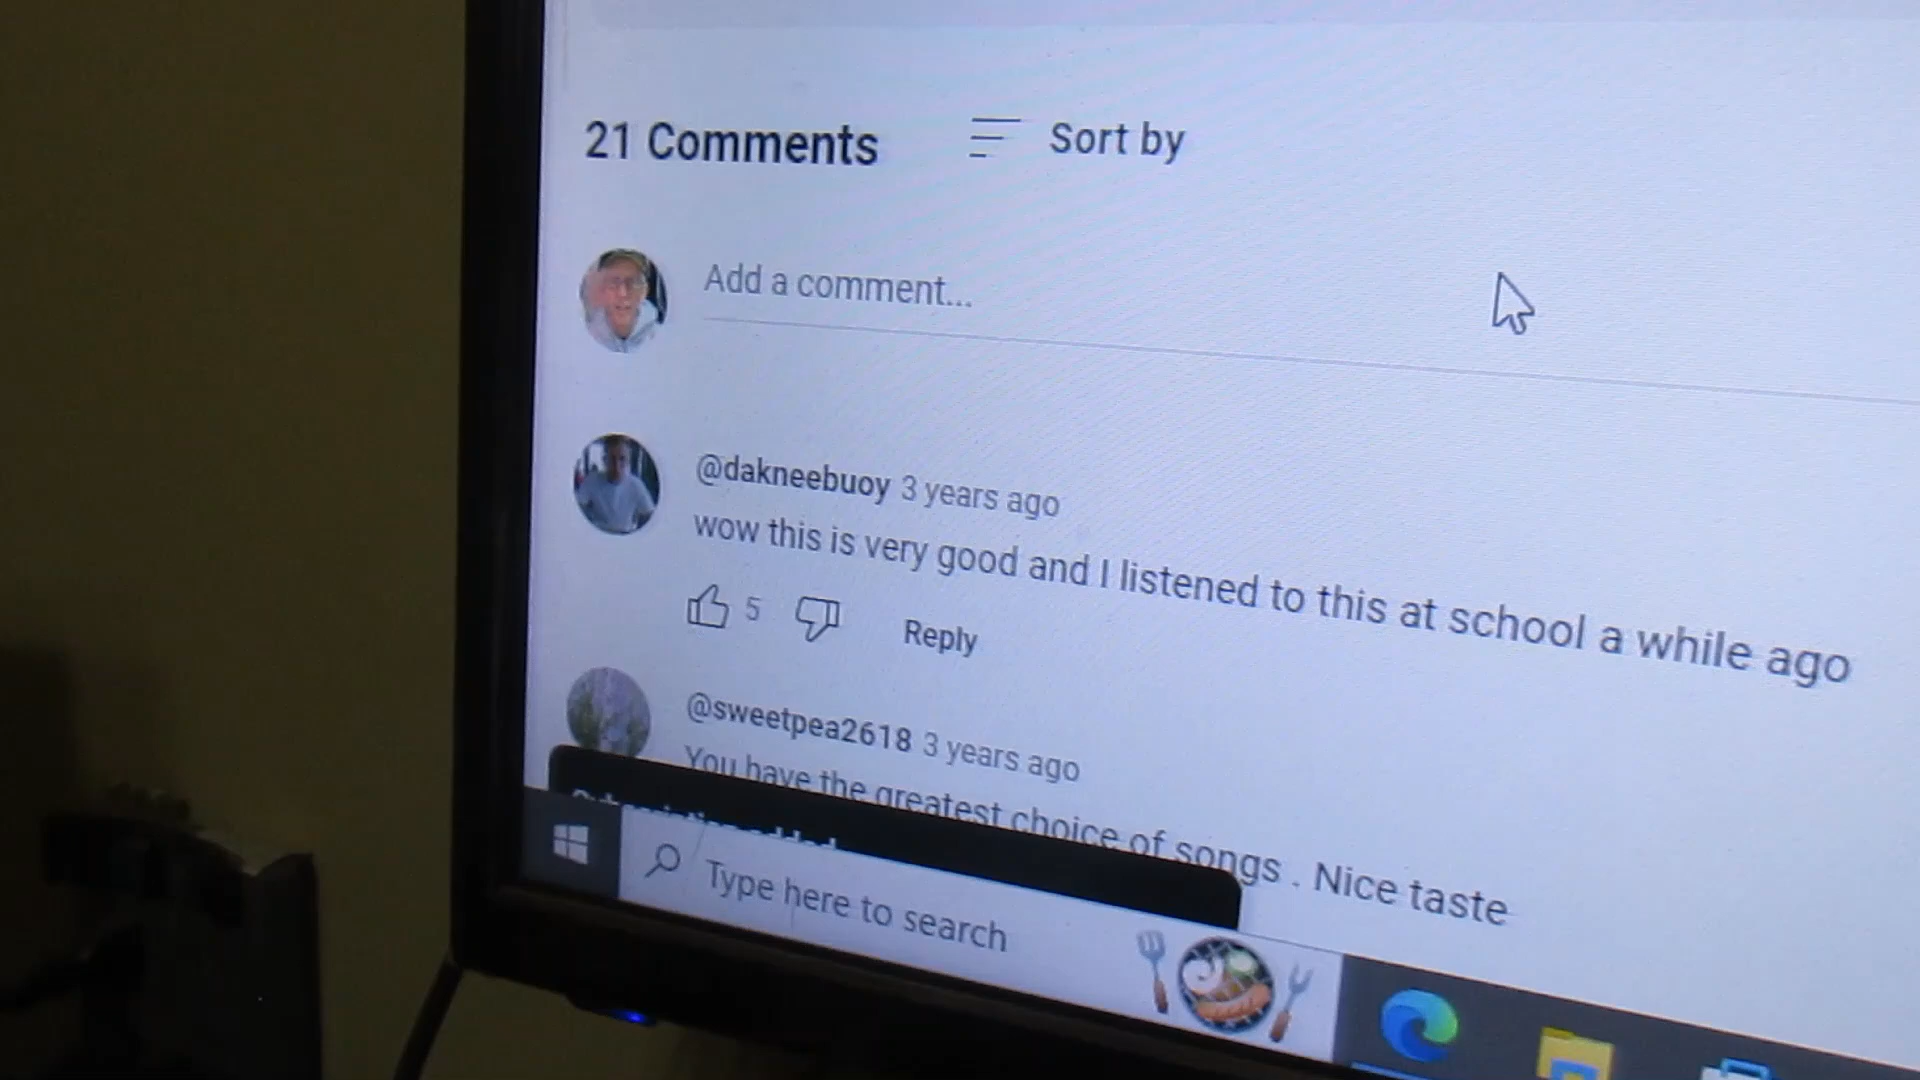 21 Comments
Sort by
Add a comment...
@dakneebuoy 3 years ago
wow this is very good and I listened to this at school a while ago
5
Reply
@sweetpea2618 3 years ago
You have the greatest choice of songs . Nice taste
Type here to search